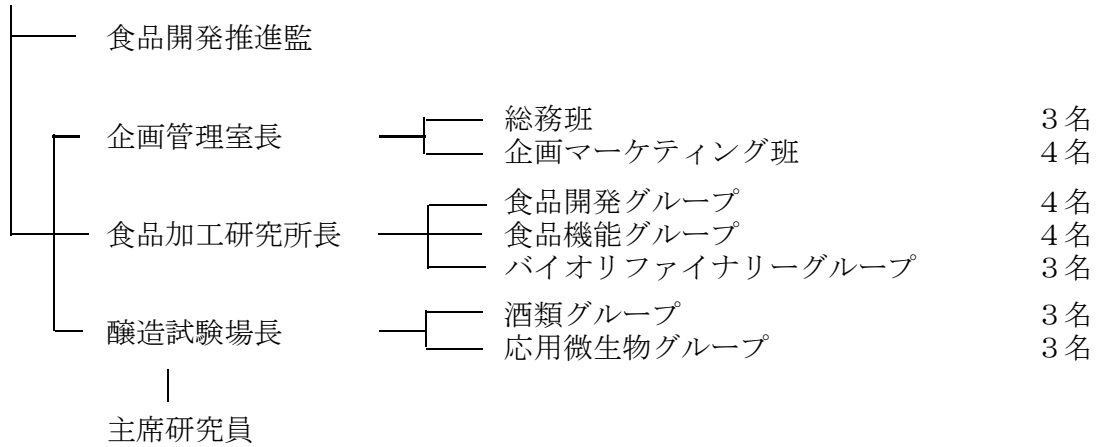 食品開発推進監
企画管理室長
総務班 3名
企画マーケティング班 4名
食品加工研究所長
食品開発グループ 4名
食品機能グループ 4名
バイオリファイナリーグループ 3名
醸造試験場長
酒類グループ 3名
応用微生物グループ 3名
主席研究員